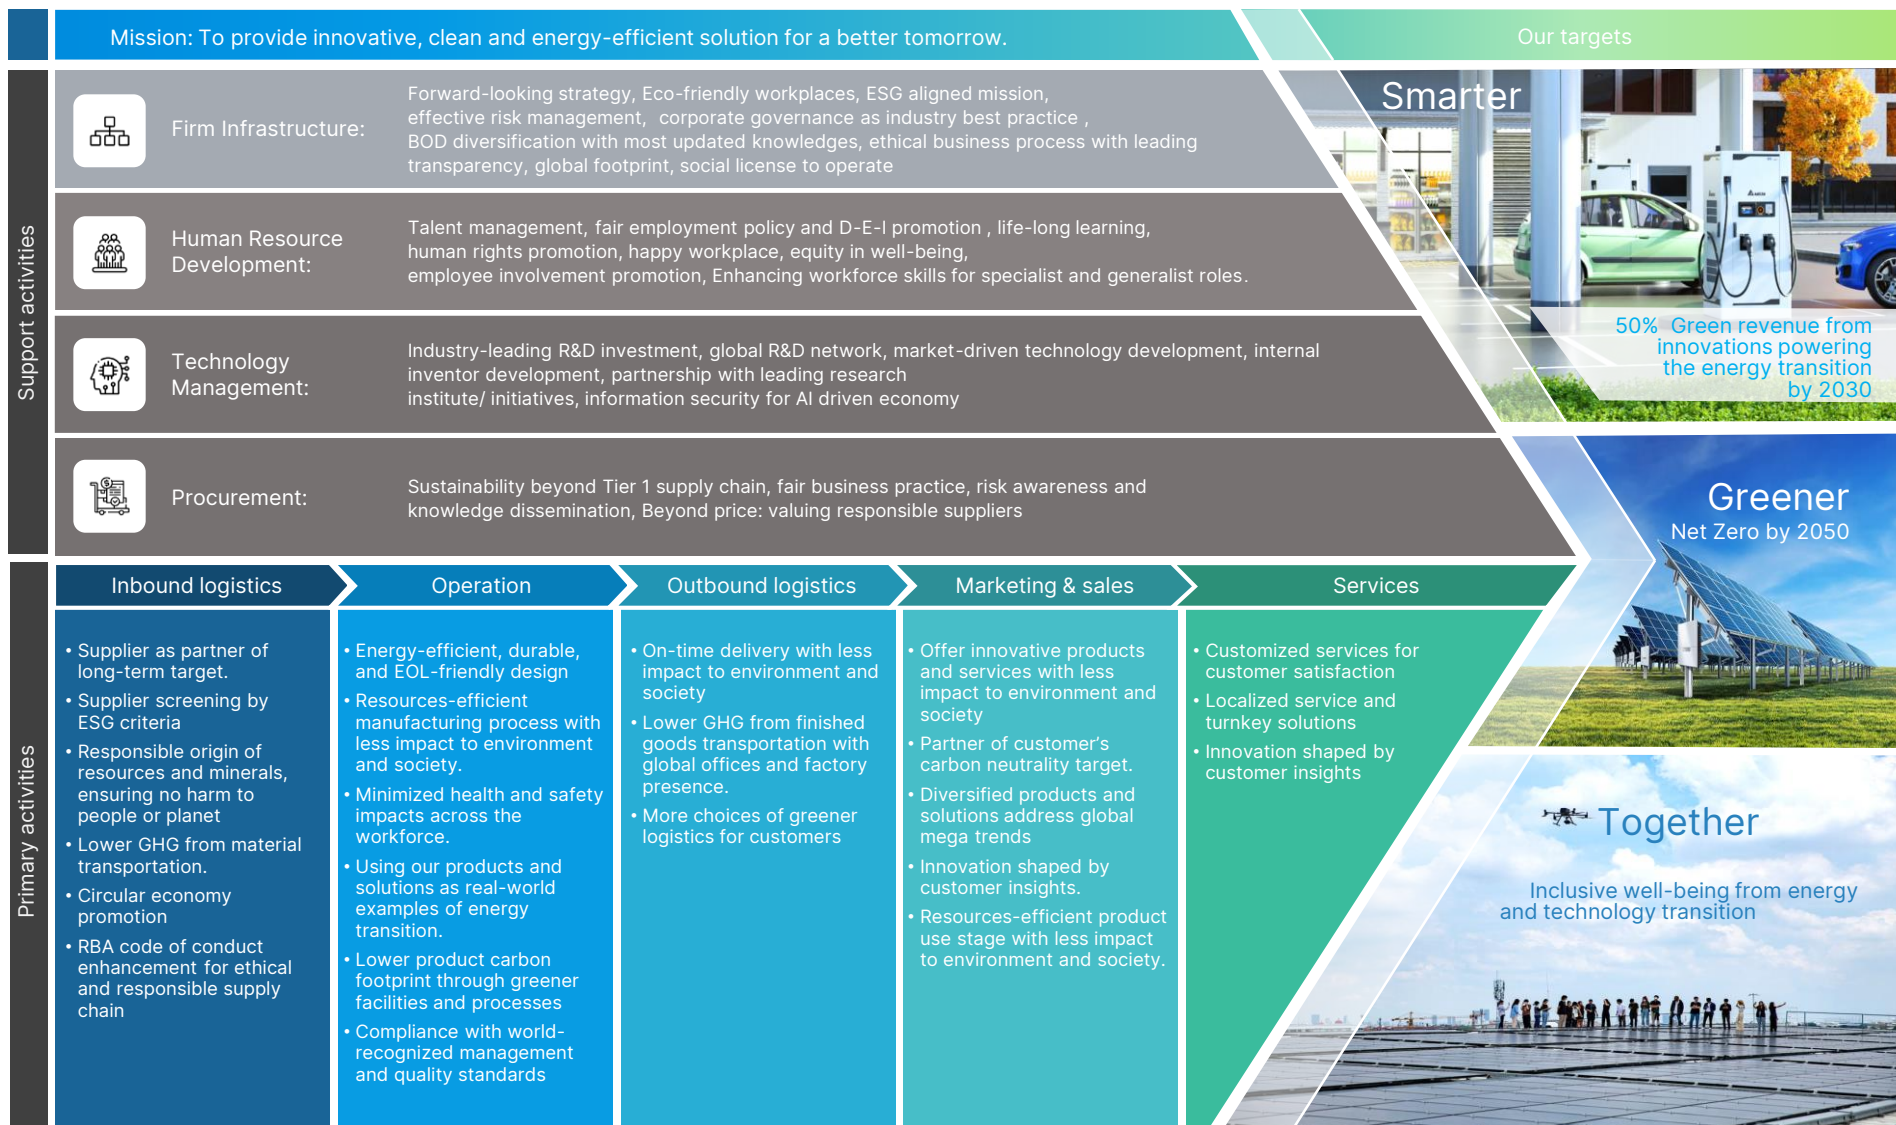 Mission: To provide innovative, clean and energy-efficient solution for a better tomorrow.
Our targets
Support activities
Firm Infrastructure:
Forward-looking strategy, Eco-friendly workplaces, ESG aligned mission,
effective risk management,  corporate governance as industry best practice ,
BOD diversification with most updated knowledges, ethical business process with leading
transparency, global footprint, social license to operate
Human Resource
Development:
Talent management, fair employment policy and D-E-I promotion , life-long learning,
human rights promotion, happy workplace, equity in well-being,
employee involvement promotion, Enhancing workforce skills for specialist and generalist roles.
Technology
Management:
Industry-leading R&D investment, global R&D network, market-driven technology development, internal
inventor development, partnership with leading research
institute/ initiatives, information security for AI driven economy
Procurement:
Sustainability beyond Tier 1 supply chain, fair business practice, risk awareness and
knowledge dissemination, Beyond price: valuing responsible suppliers
Smarter
50%  Green revenue from
innovations powering
the energy transition
by 2030
Greener
Net Zero by 2050
Together
Inclusive well-being from energy
and technology transition
Primary activities
Inbound logistics
• Supplier as partner of
long-term target.
• Supplier screening by
ESG criteria
• Responsible origin of
resources and minerals,
ensuring no harm to
people or planet
• Lower GHG from material
transportation.
• Circular economy
promotion
• RBA code of conduct
enhancement for ethical
and responsible supply
chain
Operation
• Energy-efficient, durable,
and EOL-friendly design
• Resources-efficient
manufacturing process with
less impact to environment
and society.
• Minimized health and safety
impacts across the
workforce.
• Using our products and
solutions as real-world
examples of energy
transition.
• Lower product carbon
footprint through greener
facilities and processes
• Compliance with world-
recognized management
and quality standards
Outbound logistics
• On-time delivery with less
impact to environment and
society
• Lower GHG from finished
goods transportation with
global offices and factory
presence.
• More choices of greener
logistics for customers
Marketing & sales
• Offer innovative products
and services with less
impact to environment and
society
• Partner of customer's
carbon neutrality target.
• Diversified products and
solutions address global
mega trends
• Innovation shaped by
customer insights.
• Resources-efficient product
use stage with less impact
to environment and society.
Services
• Customized services for
customer satisfaction
• Localized service and
turnkey solutions
• Innovation shaped by
customer insights